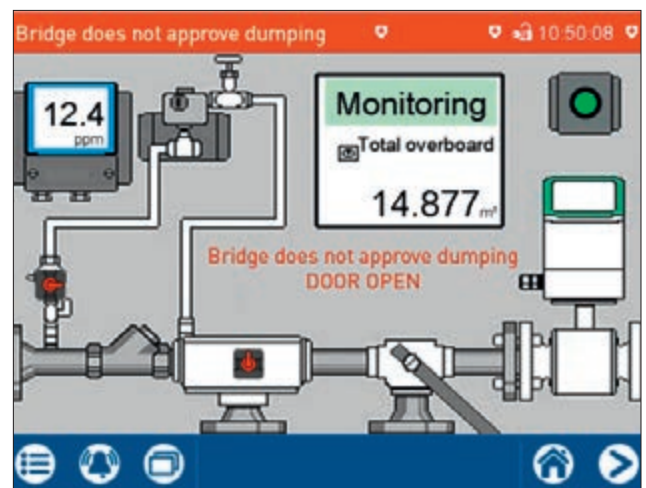 Bridge does not approve dumping
10:50:08
12.4
ppm
Monitoring
Total overboard
14.877 m³
Bridge does not approve dumping
DOOR OPEN